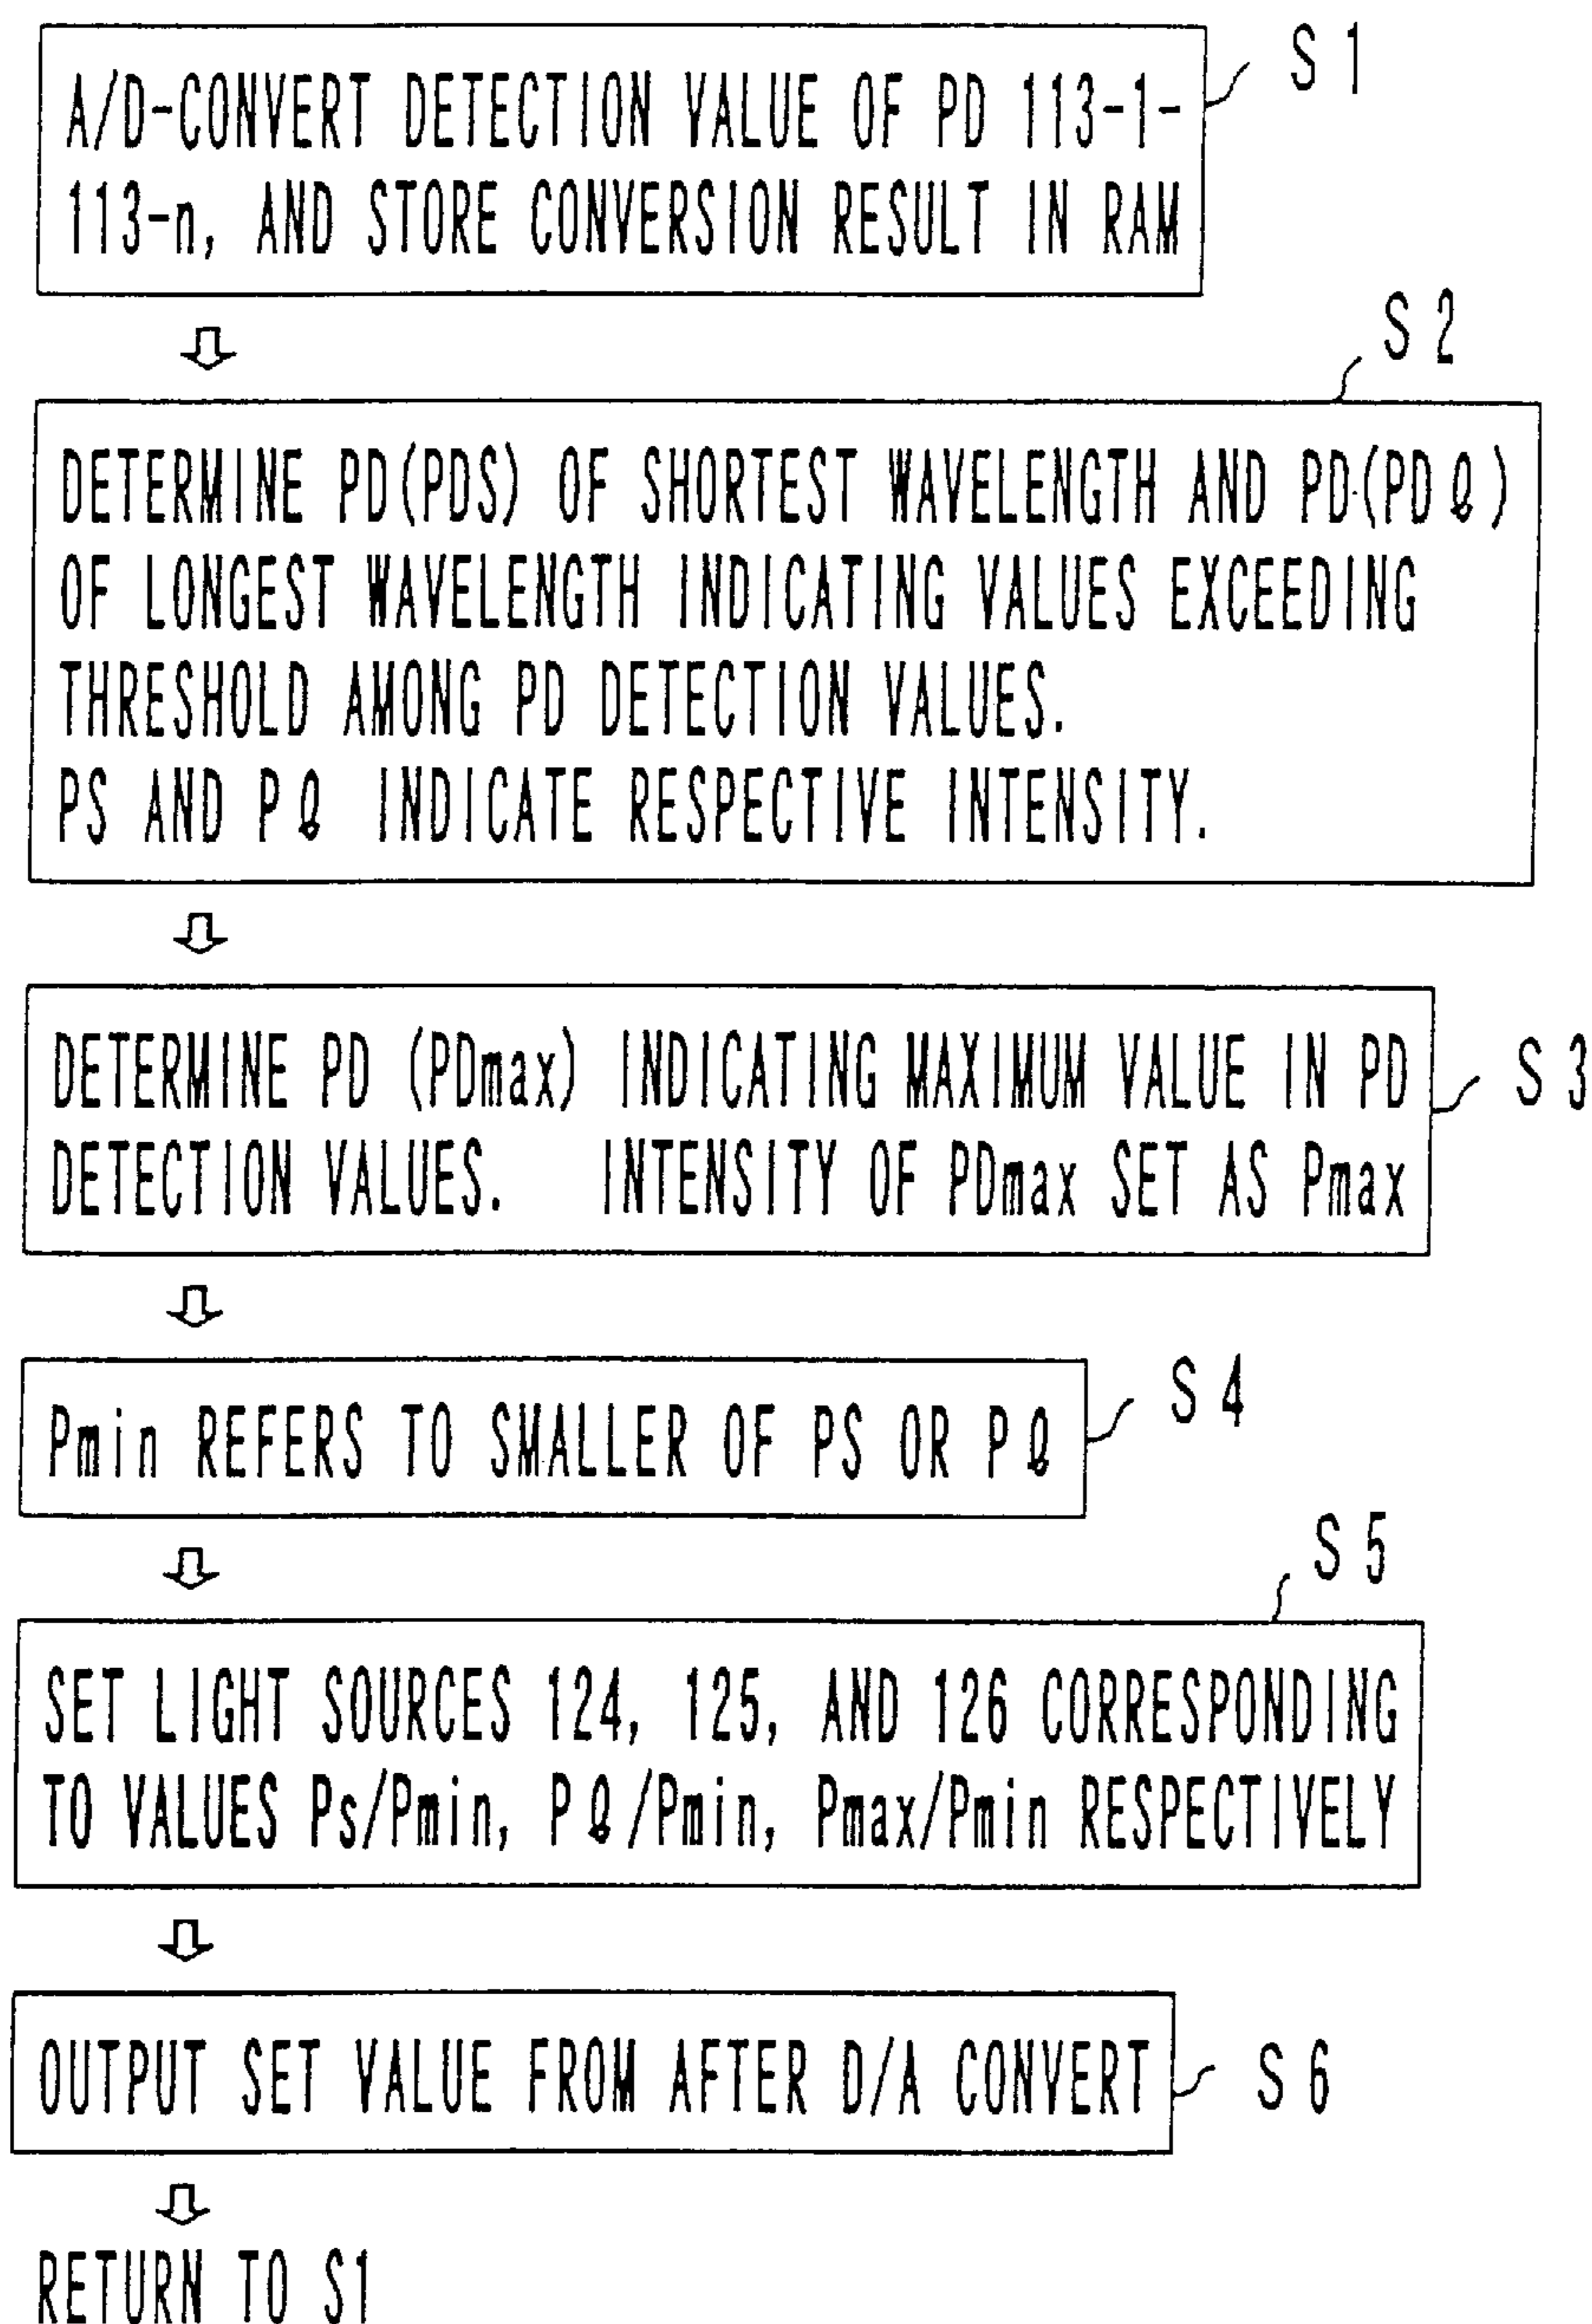 S1
A/D-CONVERT DETECTION VALUE OF PD 113-1-
113-n, AND STORE CONVERSION RESULT IN RAM
S2
DETERMINE PD(PDS) OF SHORTEST WAVELENGTH AND PD(PDℓ)
OF LONGEST WAVELENGTH INDICATING VALUES EXCEEDING
THRESHOLD AMONG PD DETECTION VALUES.
PS AND Pℓ INDICATE RESPECTIVE INTENSITY.
DETERMINE PD (PDmax) INDICATING MAXIMUM VALUE IN PD
S3
DETECTION VALUES. INTENSITY OF PDmax SET AS Pmax
S4
Pmin REFERS TO SMALLER OF PS OR Pℓ
S5
SET LIGHT SOURCES 124, 125, AND 126 CORRESPONDING
TO VALUES Ps/Pmin, Pℓ/Pmin, Pmax/Pmin RESPECTIVELY
OUTPUT SET VALUE FROM AFTER D/A CONVERT
S6
RETURN TO S1